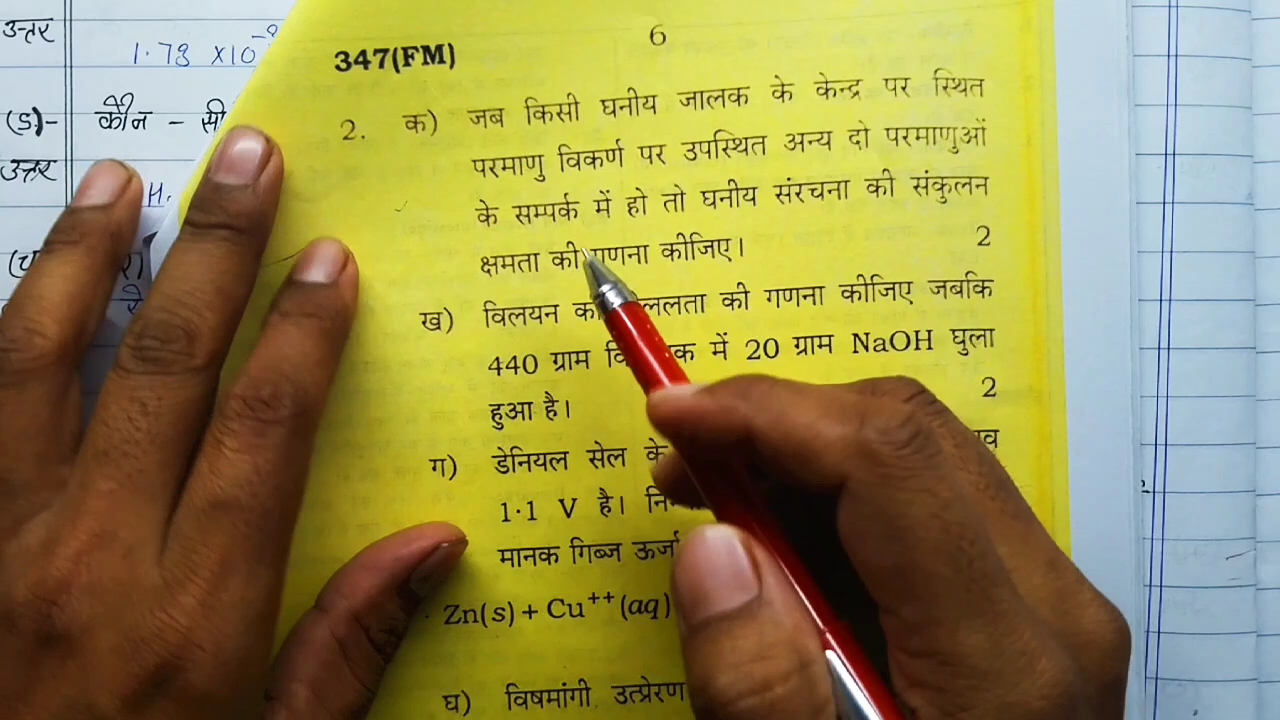 उत्तर
1.78 ×10
(ङ)- कौन - सी
उत्तर
H.
6
347(FM)
2. क) जब किसी घनीय जालक के केन्द्र पर स्थित
परमाणु विकर्ण पर उपस्थित अन्य दो परमाणुओं
के सम्पर्क में हो तो घनीय संरचना की संकुलन
क्षमता की गणना कीजिए। 2
ख) विलयन की मोललता की गणना कीजिए जबकि
440 ग्राम में 20 ग्राम NaOH घुला
हुआ है। 2
ग) डेनियल सेल के
1·1 V है।
मानक गिब्ज ऊर्जा
Zn(s) + Cu⁺⁺(aq)
घ) विषमांगी उत्प्रेरण